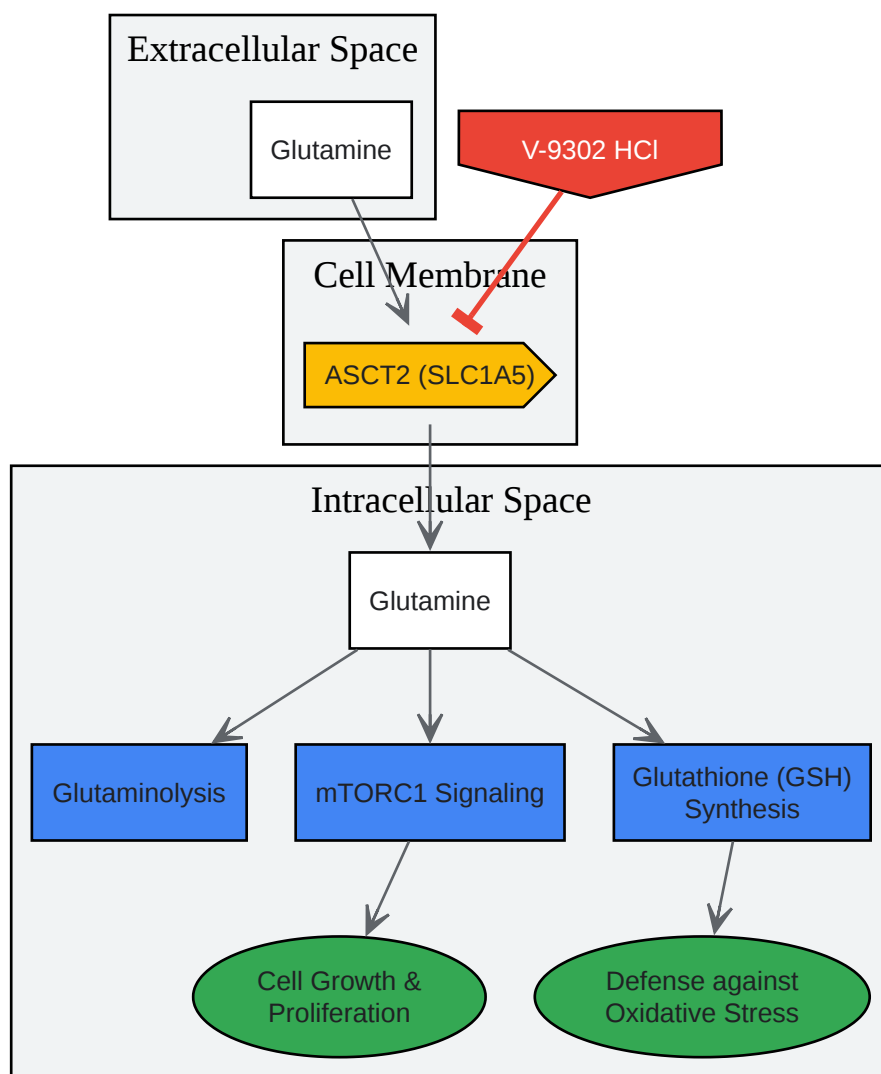 Extracellular Space
Glutamine
V-9302 HCl
Cell Membrane
ASCT2 (SLC1A5)
Intracellular Space
Glutamine
Glutaminolysis
mTORC1 Signaling
Glutathione (GSH)
Synthesis
Cell Growth &
Proliferation
Defense against
Oxidative Stress